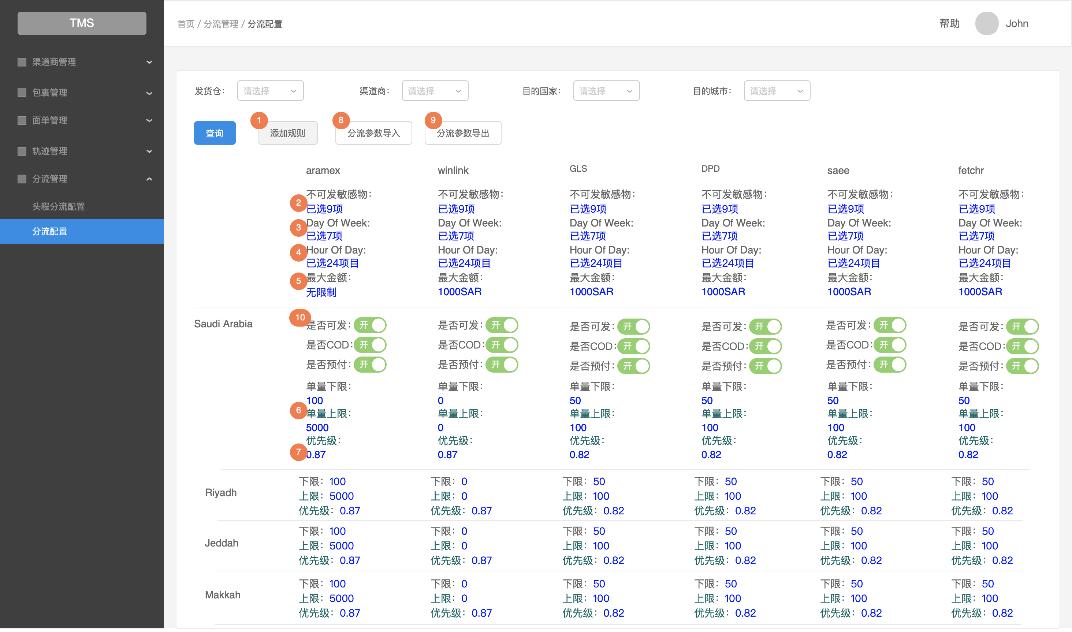 TMS
首页 / 分流管理 / 分流配置
帮助
John
渠道商管理
包裹管理
面单管理
轨迹管理
分流管理
头程分流配置
分流配置
发货仓： 请选择 渠道商： 请选择 目的国家： 请选择 目的城市： 请选择
1 8 9
查询 添加规则 分流参数导入 分流参数导出
aramex winlink GLS DPD saee fetchr
不可发敏感物： 不可发敏感物： 不可发敏感物： 不可发敏感物： 不可发敏感物： 不可发敏感物：
2 已选9项 已选9项 已选9项 已选9项 已选9项 已选9项
3 Day Of Week: Day Of Week: Day Of Week: Day Of Week: Day Of Week: Day Of Week:
已选7项 已选7项 已选7项 已选7项 已选7项 已选7项
4 Hour Of Day: Hour Of Day: Hour Of Day: Hour Of Day: Hour Of Day: Hour Of Day:
已选24项目 已选24项目 已选24项目 已选24项目 已选24项目 已选24项目
5 最大金额： 最大金额： 最大金额： 最大金额： 最大金额： 最大金额：
无限制 1000SAR 1000SAR 1000SAR 1000SAR 1000SAR
10
Saudi Arabia 是否可发： 开 是否可发： 开 是否可发： 开 是否可发： 开 是否可发： 开 是否可发： 开
是否COD： 开 是否COD： 开 是否COD： 开 是否COD： 开 是否COD： 开 是否COD： 开
是否预付： 开 是否预付： 开 是否预付： 开 是否预付： 开 是否预付： 开 是否预付： 开
单量下限： 单量下限： 单量下限： 单量下限： 单量下限： 单量下限：
100 0 50 50 50 50
6 单量上限： 单量上限： 单量上限： 单量上限： 单量上限： 单量上限：
5000 0 100 100 100 100
优先级： 优先级： 优先级： 优先级： 优先级： 优先级：
7 0.87 0.87 0.82 0.82 0.82 0.82
下限：100 下限：0 下限：50 下限：50 下限：50 下限：50
Riyadh 上限：5000 上限：0 上限：100 上限：100 上限：100 上限：100
优先级：0.87 优先级：0.87 优先级：0.82 优先级：0.82 优先级：0.82 优先级：0.82
下限：100 下限：0 下限：50 下限：50 下限：50 下限：50
Jeddah 上限：5000 上限：0 上限：100 上限：100 上限：100 上限：100
优先级：0.87 优先级：0.87 优先级：0.82 优先级：0.82 优先级：0.82 优先级：0.82
下限：100 下限：0 下限：50 下限：50 下限：50 下限：50
Makkah 上限：5000 上限：0 上限：100 上限：100 上限：100 上限：100
优先级：0.87 优先级：0.87 优先级：0.82 优先级：0.82 优先级：0.82 优先级：0.82